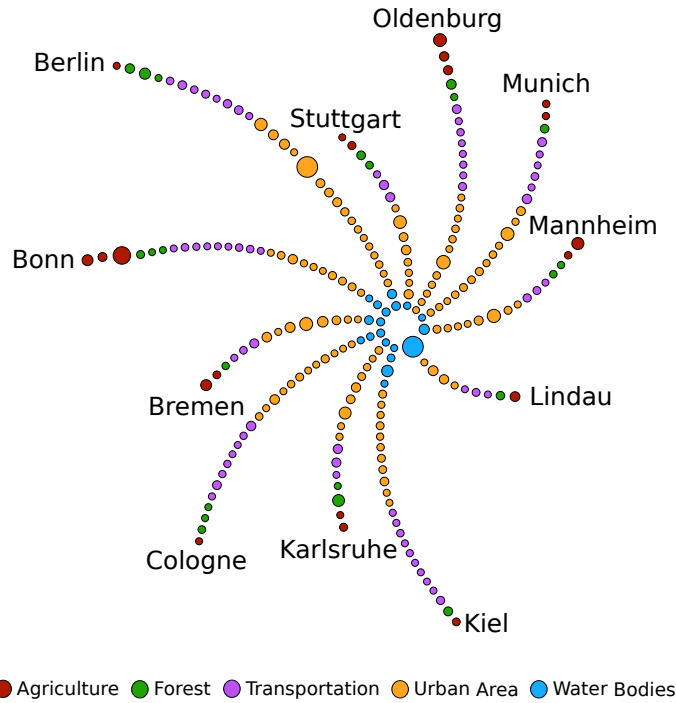 Oldenburg
Berlin
Munich
Stuttgart
Mannheim
Bonn
Lindau
Bremen
Karlsruhe
Cologne
Kiel
Agriculture Forest Transportation Urban Area Water Bodies